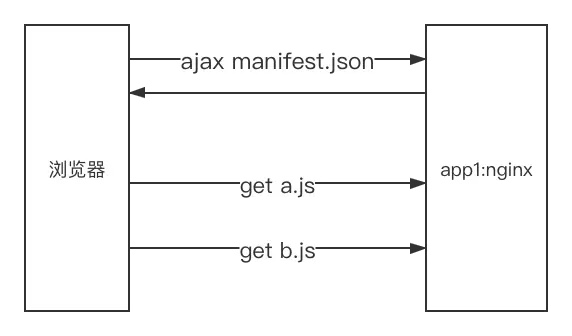 ajax manifest.json
浏览器
app1:nginx
get a.js
get b.js